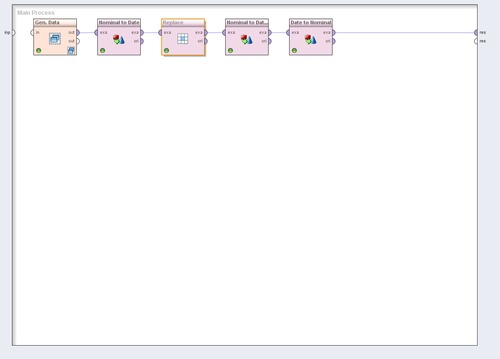 Main Process
Gen. Data
Nominal to Date
Replace
Nominal to Dat...
Date to Nominal
inp
in
out
exa
exa
exa
exa
exa
exa
exa
exa
res
out
ori
ori
ori
ori
res